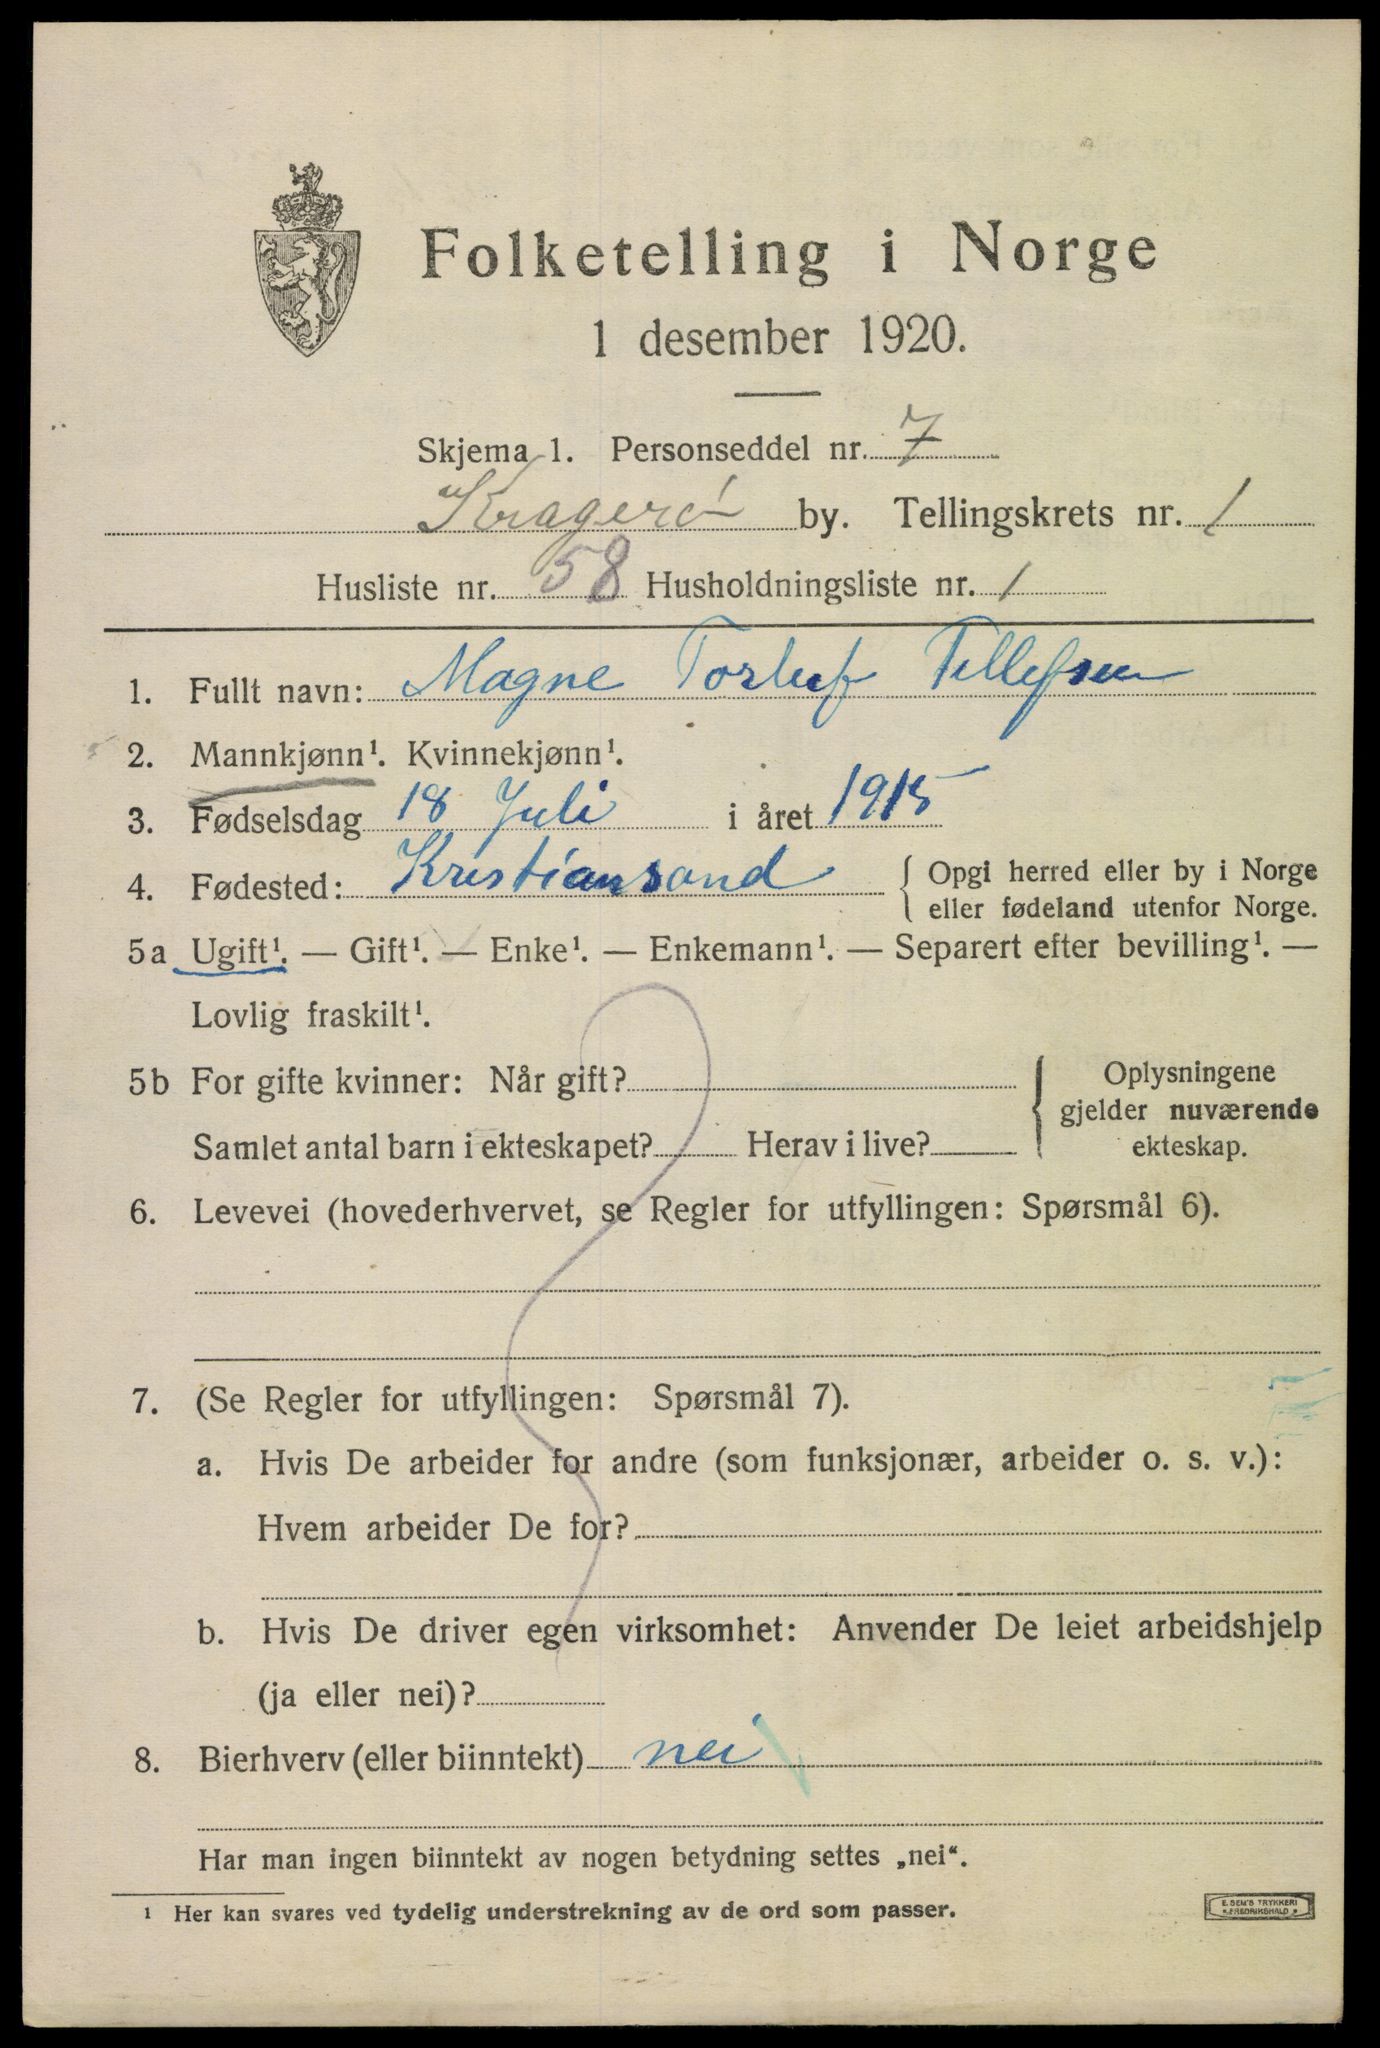 Folketelling i Norge
1 desember 1920.
Skjema 1. Personseddel nr. 7
Kragerø by. Tellingskrets nr. 1
Husliste nr. 58 Husholdningsliste nr. 1
1. Fullt navn: Magne Torleif Tellefsen
2. Mannkjønn¹. Kvinnekjønn¹.
3. Fødselsdag 18 Juli i året 1915
4. Fødested: Kristiansand { Opgi herred eller by i Norge
eller fødeland utenfor Norge.
5a Ugift¹. — Gift¹. — Enke¹. — Enkemann¹. — Separert efter bevilling¹. —
Lovlig fraskilt¹.
5b For gifte kvinner: Når gift? { Oplysningene
gjelder nuværende
Samlet antal barn i ekteskapet? Herav i live? ekteskap.
6. Levevei (hovederhvervet, se Regler for utfyllingen: Spørsmål 6).
7. (Se Regler for utfyllingen: Spørsmål 7).
a. Hvis De arbeider for andre (som funksjonær, arbeider o. s. v.):
Hvem arbeider De for?
b. Hvis De driver egen virksomhet: Anvender De leiet arbeidshjelp
(ja eller nei)?
8. Bierhverv (eller biinntekt) nei
Har man ingen biinntekt av nogen betydning settes „nei“.
¹ Her kan svares ved tydelig understrekning av de ord som passer.
E. SEM'S TRYKKERI
FREDRIKSHALD